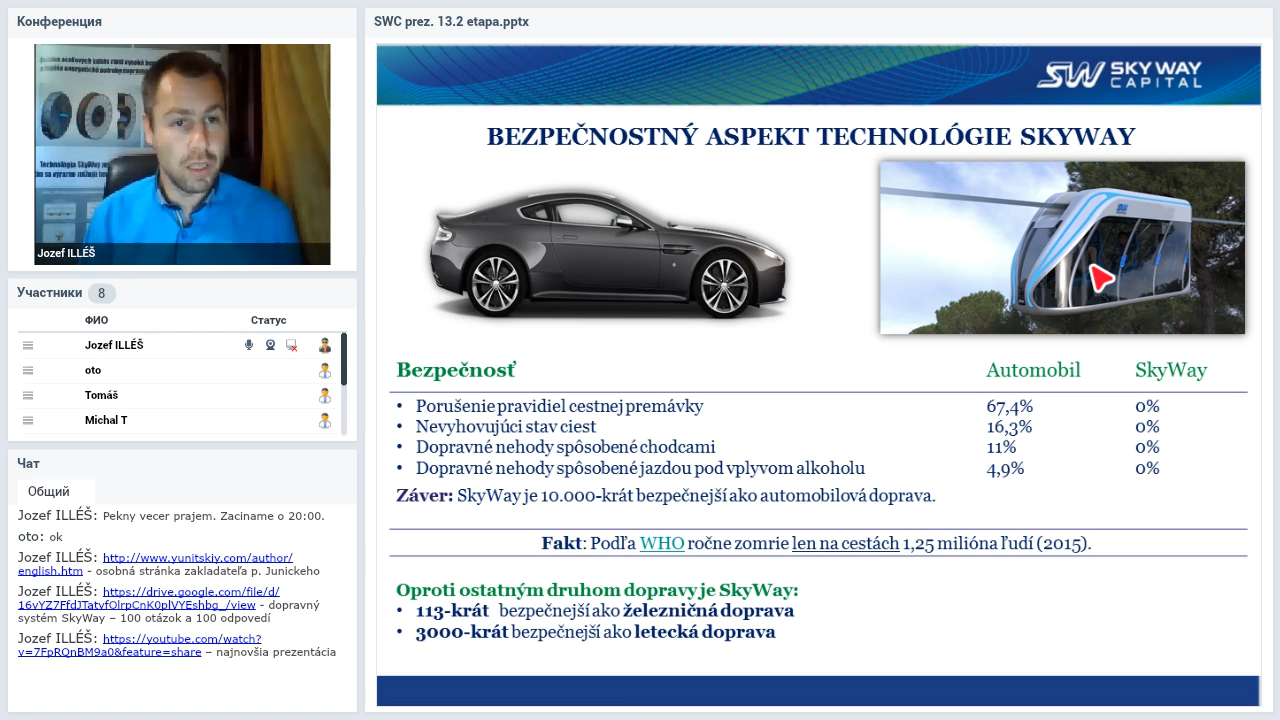 Конференция
Jozef ILLÉŠ
Участники 8
ФИО Статус
Jozef ILLÉŠ
oto
Tomáš
Michal T
Чат
Общий
Jozef ILLÉŠ: Pekny vecer prajem. Zaciname o 20:00.
oto: ok
Jozef ILLÉŠ: http://www.yunitskiy.com/author/
english.htm - osobná stránka zakladateľa p. Junického
Jozef ILLÉŠ: https://drive.google.com/file/d/
16vYZ7FfdJTatvfOlrpCnK0plVYEshbg_/view - dopravný
systém SkyWay – 100 otázok a 100 odpovedí
Jozef ILLÉŠ: https://youtube.com/watch?
v=7FpRQnBM9a0&feature=share – najnovšia prezentácia
SWC prez. 13.2 etapa.pptx
SW SKY WAY
CAPITAL
BEZPEČNOSTNÝ ASPEKT TECHNOLÓGIE SKYWAY
Bezpečnosť Automobil SkyWay
• Porušenie pravidiel cestnej premávky 67,4% 0%
• Nevyhovujúci stav ciest 16,3% 0%
• Dopravné nehody spôsobené chodcami 11% 0%
• Dopravné nehody spôsobené jazdou pod vplyvom alkoholu 4,9% 0%
Záver: SkyWay je 10.000-krát bezpečnejší ako automobilová doprava.
Fakt: Podľa WHO ročne zomrie len na cestách 1,25 milióna ľudí (2015).
Oproti ostatným druhom dopravy je SkyWay:
• 113-krát bezpečnejší ako železničná doprava
• 3000-krát bezpečnejší ako letecká doprava